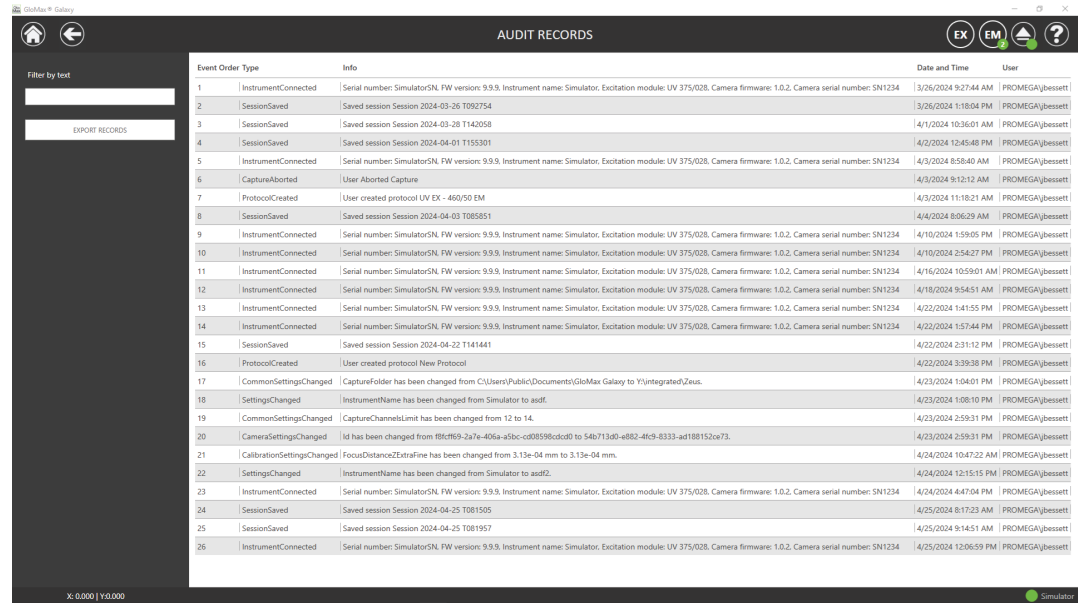 GloMax® Galaxy
AUDIT RECORDS
EX
EM
2
?
Filter by text
EXPORT RECORDS
Event Order Type Info Date and Time User
1 InstrumentConnected Serial number: SimulatorSN, FW version: 9.9.9, Instrument name: Simulator, Excitation module: UV 375/028, Camera firmware: 1.0.2, Camera serial number: SN1234 3/26/2024 9:27:44 AM PROMEGA\jbessett
2 SessionSaved Saved session Session 2024-03-26 T092754 3/26/2024 1:18:04 PM PROMEGA\jbessett
3 SessionSaved Saved session Session 2024-03-28 T142058 4/1/2024 10:36:01 AM PROMEGA\jbessett
4 SessionSaved Saved session Session 2024-04-01 T155301 4/2/2024 12:45:48 PM PROMEGA\jbessett
5 InstrumentConnected Serial number: SimulatorSN, FW version: 9.9.9, Instrument name: Simulator, Excitation module: UV 375/028, Camera firmware: 1.0.2, Camera serial number: SN1234 4/3/2024 8:58:40 AM PROMEGA\jbessett
6 CaptureAborted User Aborted Capture 4/3/2024 9:12:12 AM PROMEGA\jbessett
7 ProtocolCreated User created protocol UV EX - 460/50 EM 4/3/2024 11:18:21 AM PROMEGA\jbessett
8 SessionSaved Saved session Session 2024-04-03 T085851 4/4/2024 8:06:29 AM PROMEGA\jbessett
9 InstrumentConnected Serial number: SimulatorSN, FW version: 9.9.9, Instrument name: Simulator, Excitation module: UV 375/028, Camera firmware: 1.0.2, Camera serial number: SN1234 4/10/2024 1:59:05 PM PROMEGA\jbessett
10 InstrumentConnected Serial number: SimulatorSN, FW version: 9.9.9, Instrument name: Simulator, Excitation module: UV 375/028, Camera firmware: 1.0.2, Camera serial number: SN1234 4/10/2024 2:54:27 PM PROMEGA\jbessett
11 InstrumentConnected Serial number: SimulatorSN, FW version: 9.9.9, Instrument name: Simulator, Excitation module: UV 375/028, Camera firmware: 1.0.2, Camera serial number: SN1234 4/16/2024 10:59:01 AM PROMEGA\jbessett
12 InstrumentConnected Serial number: SimulatorSN, FW version: 9.9.9, Instrument name: Simulator, Excitation module: UV 375/028, Camera firmware: 1.0.2, Camera serial number: SN1234 4/18/2024 9:54:51 AM PROMEGA\jbessett
13 InstrumentConnected Serial number: SimulatorSN, FW version: 9.9.9, Instrument name: Simulator, Excitation module: UV 375/028, Camera firmware: 1.0.2, Camera serial number: SN1234 4/22/2024 1:41:55 PM PROMEGA\jbessett
14 InstrumentConnected Serial number: SimulatorSN, FW version: 9.9.9, Instrument name: Simulator, Excitation module: UV 375/028, Camera firmware: 1.0.2, Camera serial number: SN1234 4/22/2024 1:57:44 PM PROMEGA\jbessett
15 SessionSaved Saved session Session 2024-04-22 T141441 4/22/2024 2:31:12 PM PROMEGA\jbessett
16 ProtocolCreated User created protocol New Protocol 4/22/2024 3:39:38 PM PROMEGA\jbessett
17 CommonSettingsChanged CaptureFolder has been changed from C:\Users\Public\Documents\GloMax Galaxy to Y:\integrated\Zeus. 4/23/2024 1:04:01 PM PROMEGA\jbessett
18 SettingsChanged InstrumentName has been changed from Simulator to asdf. 4/23/2024 1:08:10 PM PROMEGA\jbessett
19 CommonSettingsChanged CaptureChannelsLimit has been changed from 12 to 14. 4/23/2024 2:59:31 PM PROMEGA\jbessett
20 CameraSettingsChanged Id has been changed from f8fcff69-2a7e-406a-a5bc-cd08598cdcd0 to 54b713d0-e882-4fc9-8333-ad188152ce73. 4/23/2024 2:59:31 PM PROMEGA\jbessett
21 CalibrationSettingsChanged FocusDistanceZExtraFine has been changed from 3.13e-04 mm to 3.13e-04 mm. 4/24/2024 10:47:22 AM PROMEGA\jbessett
22 SettingsChanged InstrumentName has been changed from Simulator to asdf2. 4/24/2024 12:15:15 PM PROMEGA\jbessett
23 InstrumentConnected Serial number: SimulatorSN, FW version: 9.9.9, Instrument name: Simulator, Excitation module: UV 375/028, Camera firmware: 1.0.2, Camera serial number: SN1234 4/24/2024 4:47:04 PM PROMEGA\jbessett
24 SessionSaved Saved session Session 2024-04-25 T081505 4/25/2024 8:17:23 AM PROMEGA\jbessett
25 SessionSaved Saved session Session 2024-04-25 T081957 4/25/2024 9:14:51 AM PROMEGA\jbessett
26 InstrumentConnected Serial number: SimulatorSN, FW version: 9.9.9, Instrument name: Simulator, Excitation module: UV 375/028, Camera firmware: 1.0.2, Camera serial number: SN1234 4/25/2024 12:06:59 PM PROMEGA\jbessett
X: 0.000 | Y:0.000
Simulator